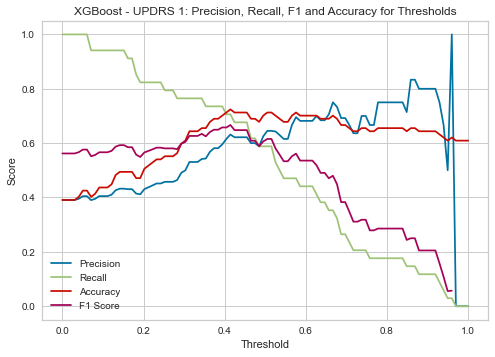 XGBoost - UPDRS 1: Precision, Recall, F1 and Accuracy for Thresholds
1.0
0.8
0.6
0.4
0.2
0.0
Score
Precision
Recall
Accuracy
F1 Score
0.0 0.2 0.4 0.6 0.8 1.0
Threshold